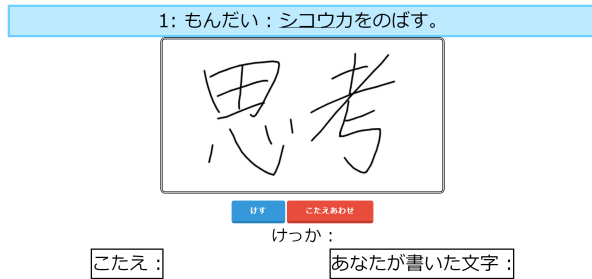 1: もんだい : シコウ力をのばす。
思考
けす こたえあわせ
けっか :
こたえ : あなたが書いた文字 :